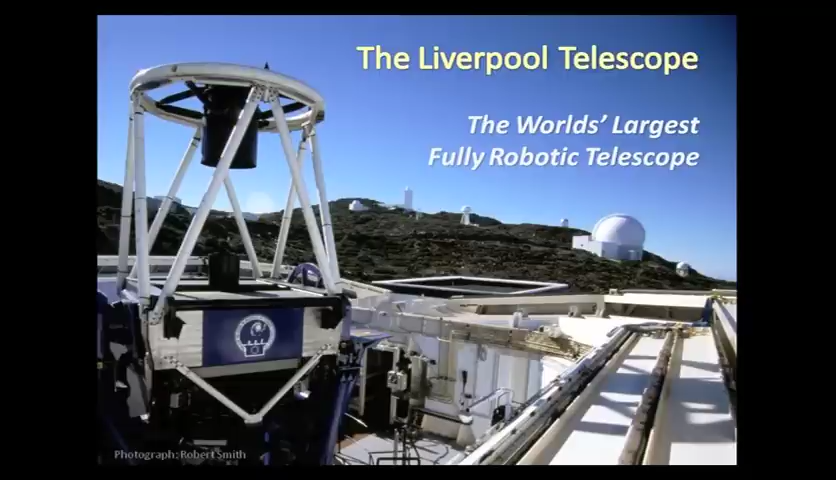 The Liverpool Telescope
The Worlds' Largest
Fully Robotic Telescope
Photograph: Robert Smith